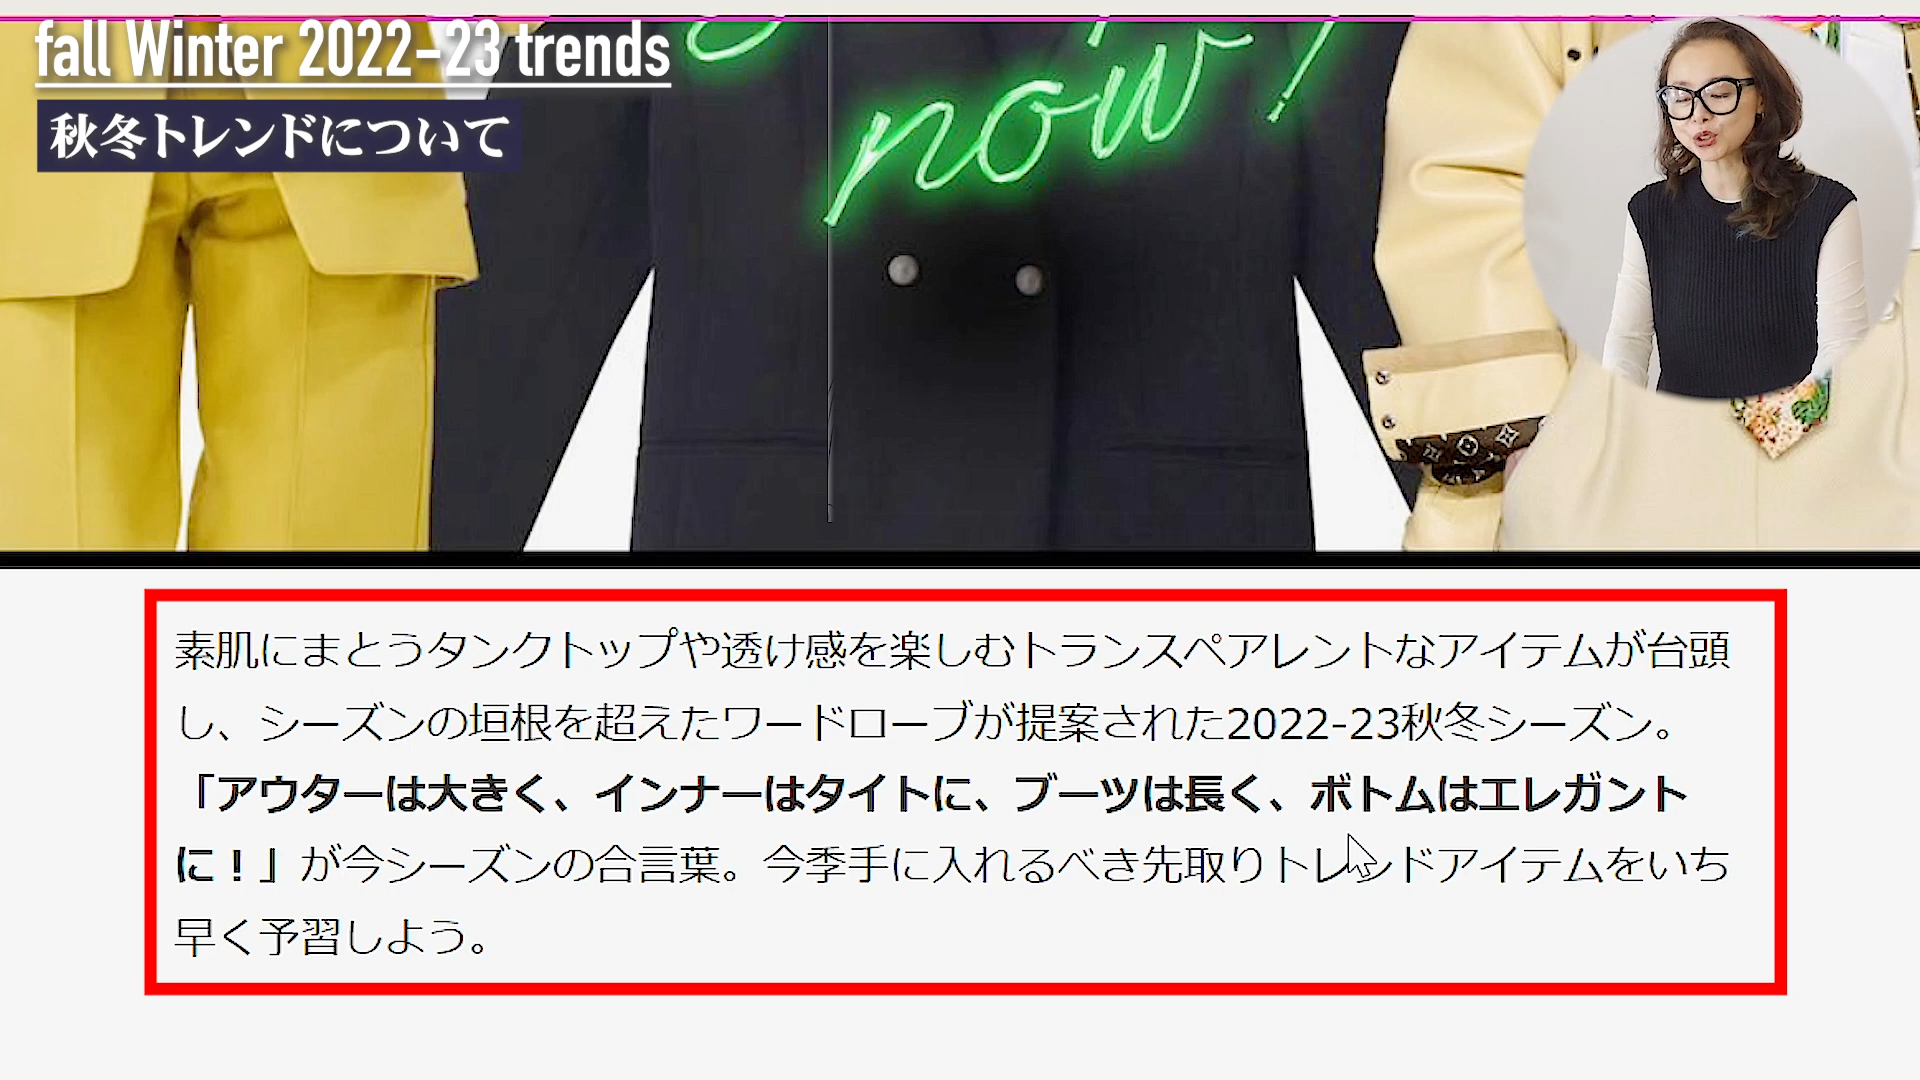 fall Winter 2022-23 trends
秋冬トレンドについて
now!
素肌にまとうタンクトップや透け感を楽しむトランスペアレントなアイテムが台頭
し、シーズンの垣根を超えたワードローブが提案された2022-23秋冬シーズン。
「アウターは大きく、インナーはタイトに、ブーツは長く、ボトムはエレガント
に！」が今シーズンの合言葉。今季手に入れるべき先取りトレンドアイテムをいち
早く予習しよう。